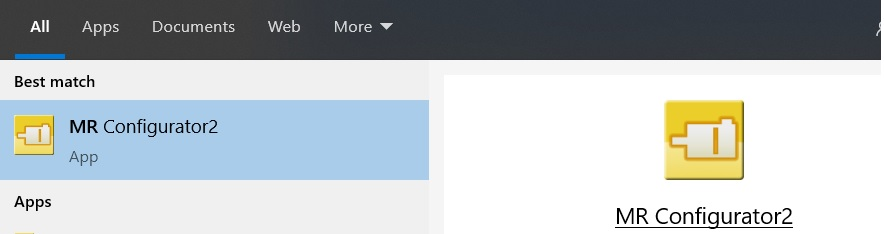 All Apps Documents Web More
Best match
MR Configurator2
App
Apps
MR Configurator2